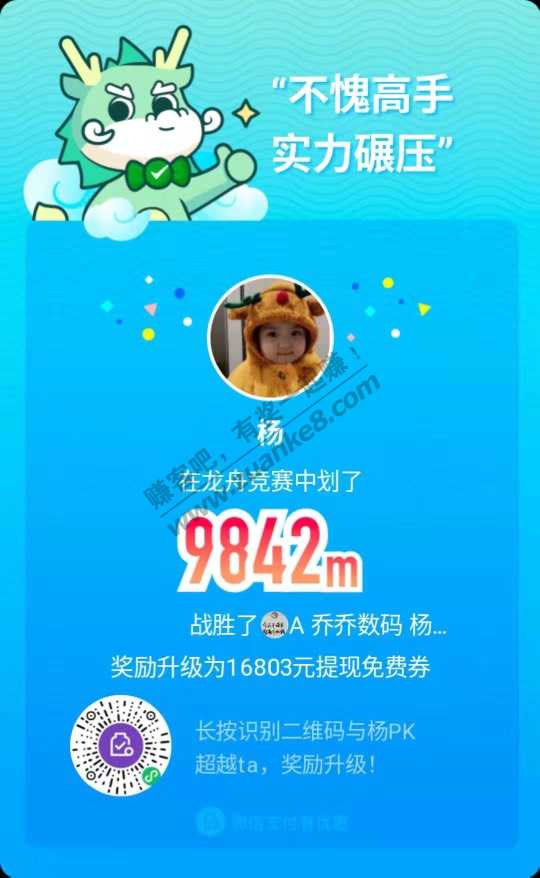 “不愧高手
实力碾压”
杨
赚客吧，有奖一起赚！
www.zuanke8.com
在龙舟竞赛中划了
9842m
战胜了 A 乔乔数码 杨...
奖励升级为16803元提现免费券
长按识别二维码与杨PK
超越ta，奖励升级！
微信支付有优惠